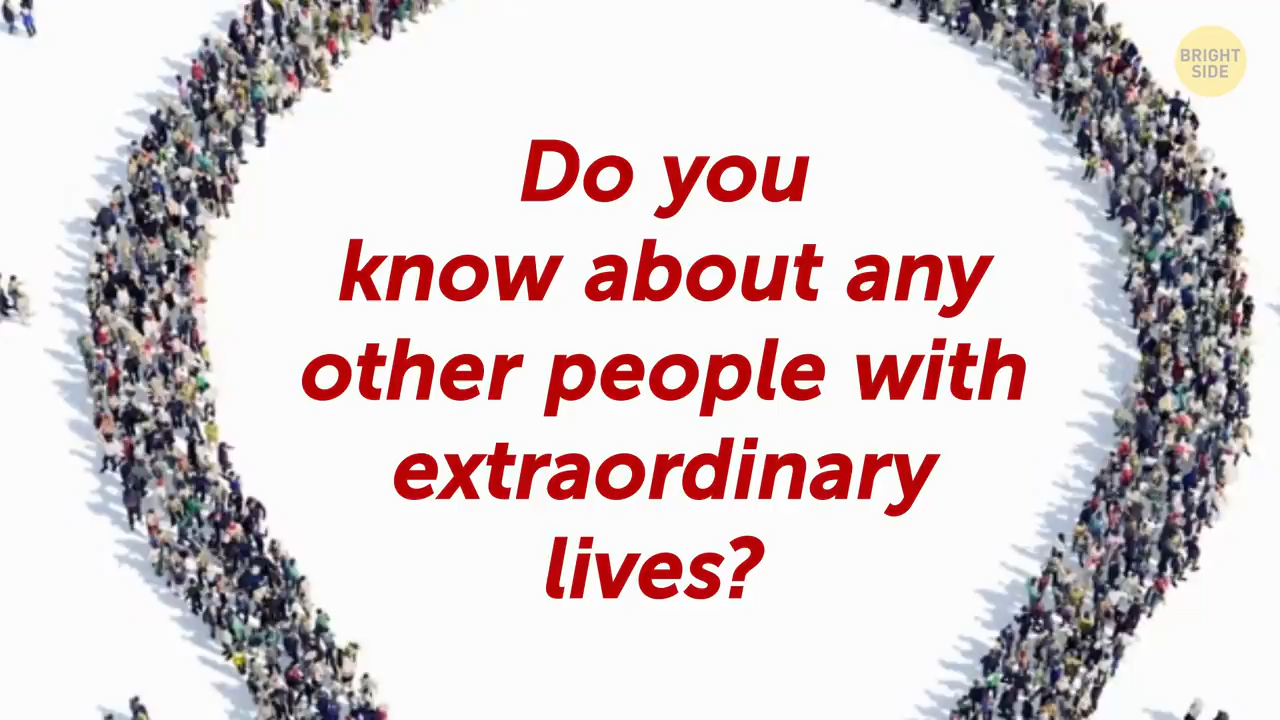 BRIGHT
SIDE
Do you
know about any
other people with
extraordinary
lives?